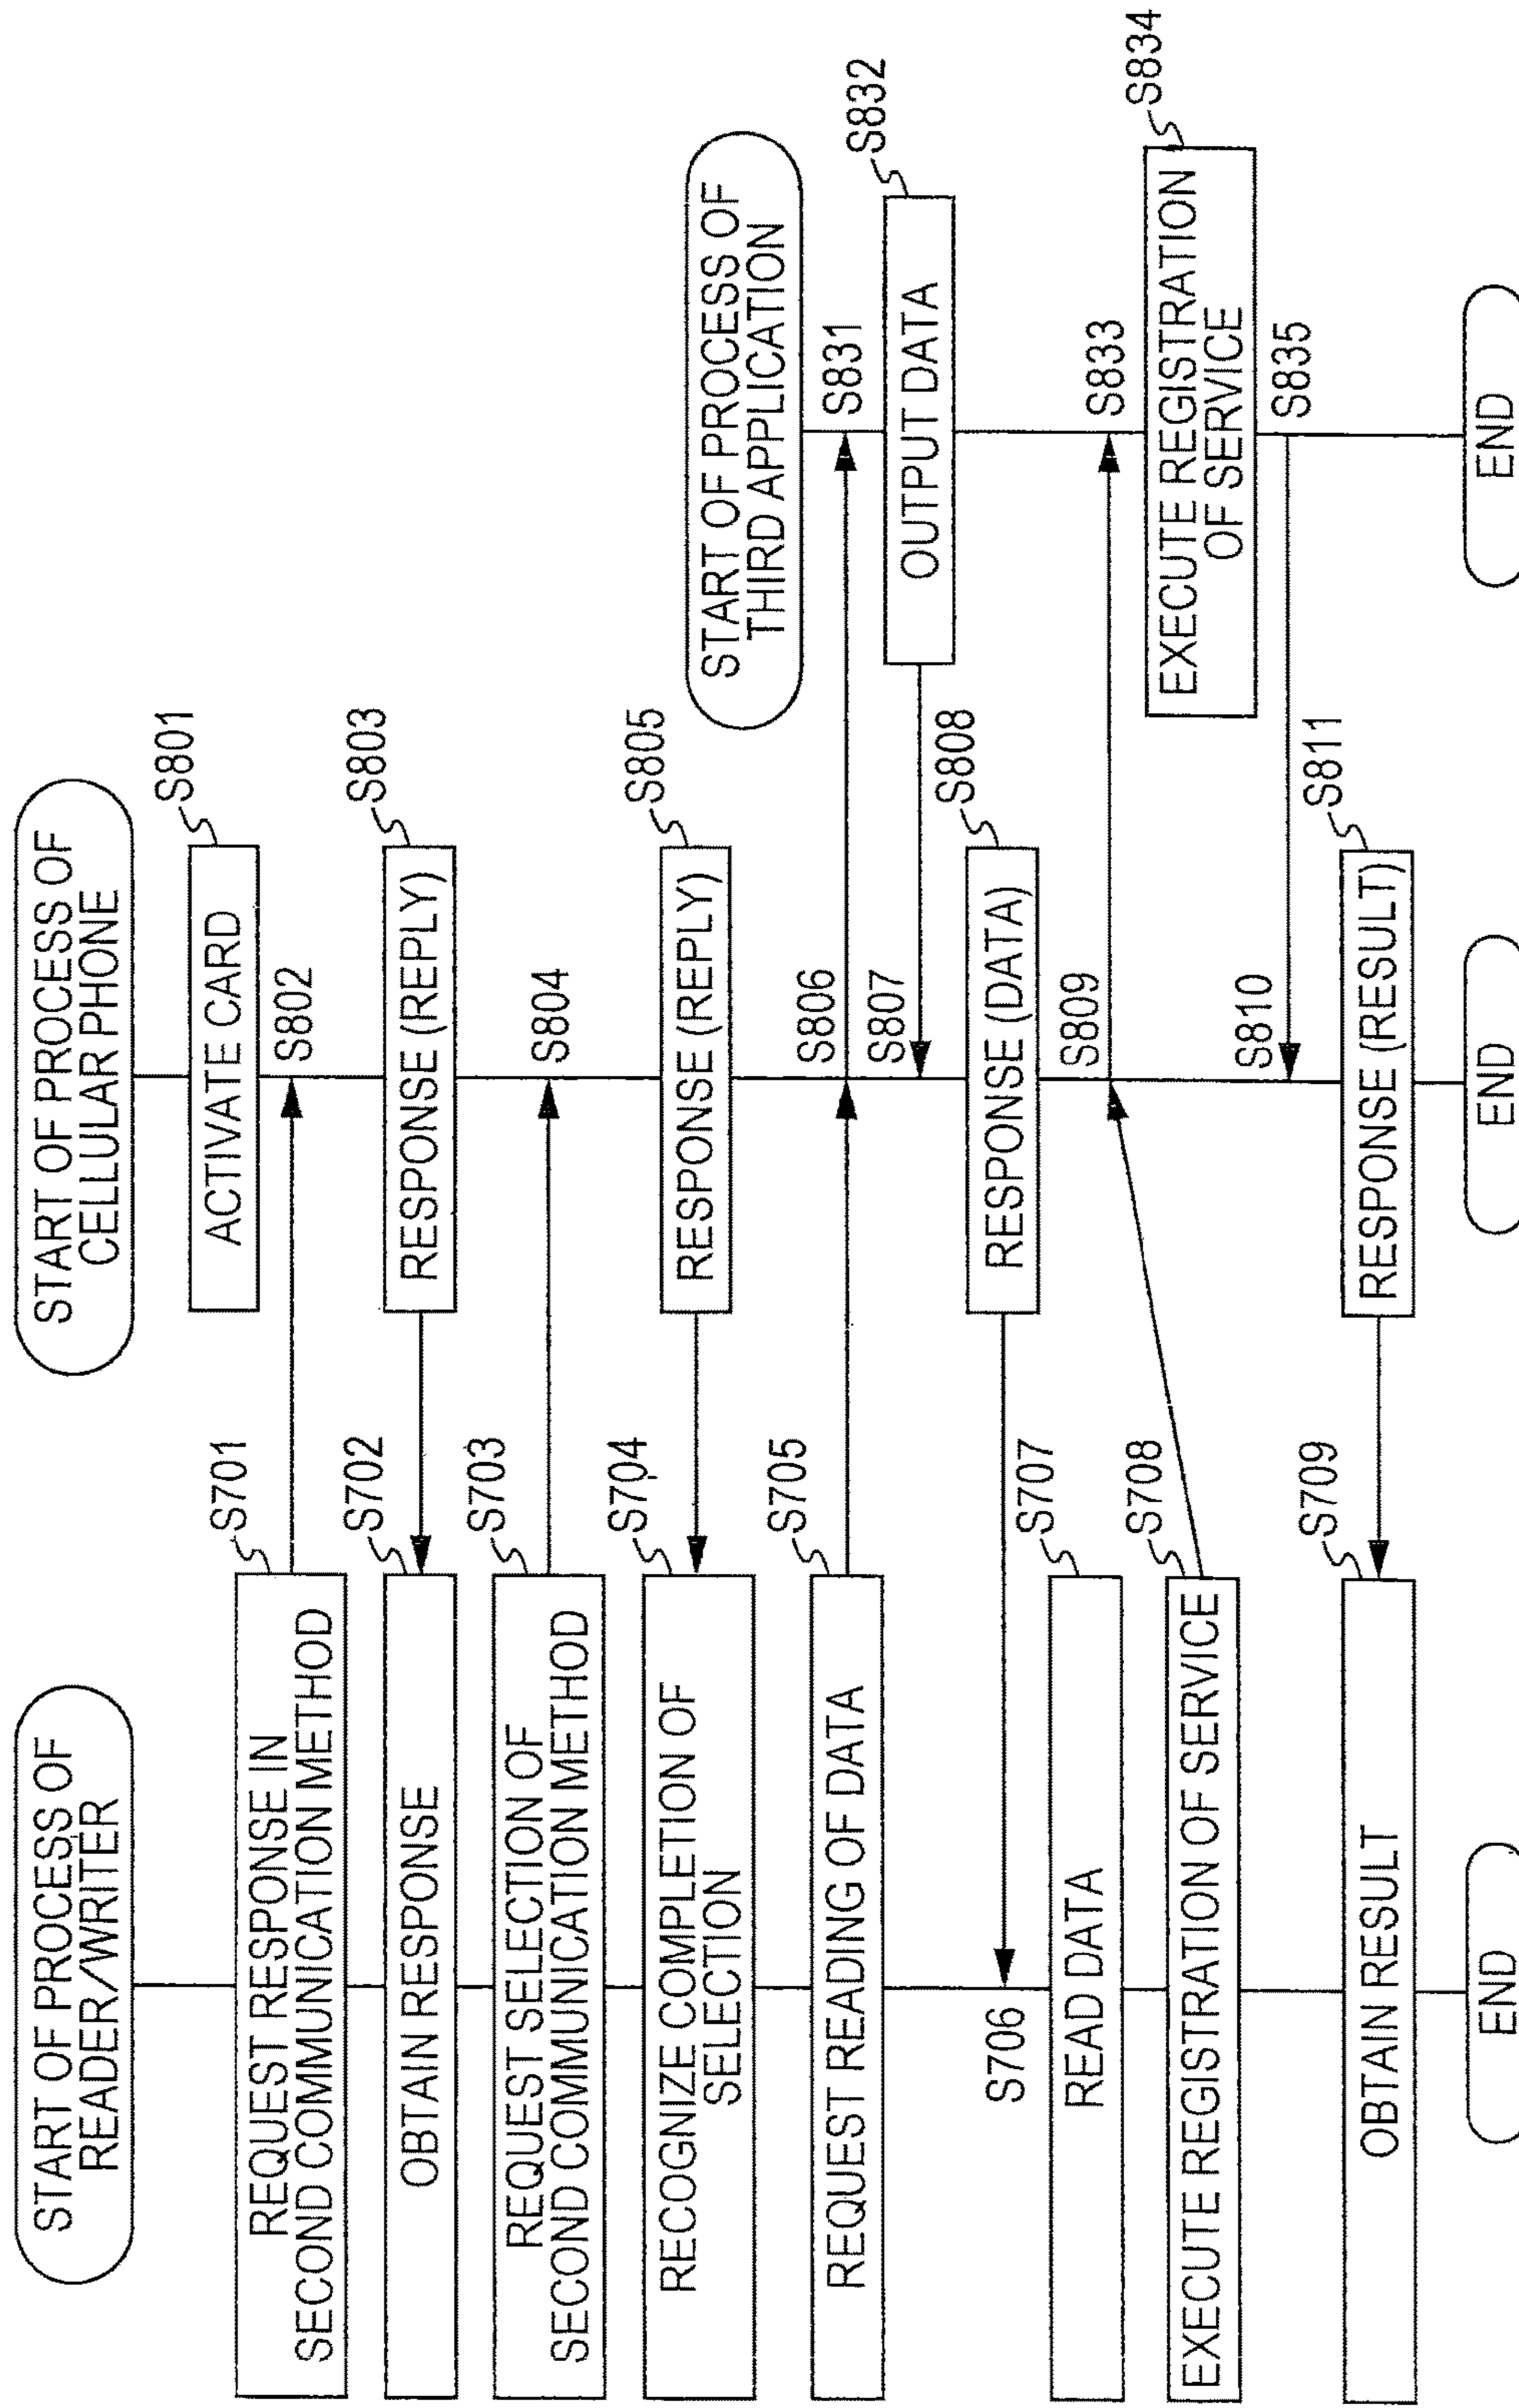 START OF PROCESS OF
READER/WRITER
REQUEST RESPONSE IN
SECOND COMMUNICATION METHOD
S701
OBTAIN RESPONSE
S702
REQUEST SELECTION OF
SECOND COMMUNICATION METHOD
S703
RECOGNIZE COMPLETION OF
SELECTION
S704
REQUEST READING OF DATA
S705
S706
READ DATA
S707
EXECUTE REGISTRATION OF SERVICE
S708
OBTAIN RESULT
S709
END
START OF PROCESS OF
CELLULAR PHONE
ACTIVATE CARD
S801
S802
RESPONSE (REPLY)
S803
S804
RESPONSE (REPLY)
S805
S806
S807
RESPONSE (DATA)
S808
S809
S810
RESPONSE (RESULT)
S811
END
START OF PROCESS OF
THIRD APPLICATION
S831
OUTPUT DATA
S832
S833
EXECUTE REGISTRATION
OF SERVICE
S834
S835
END